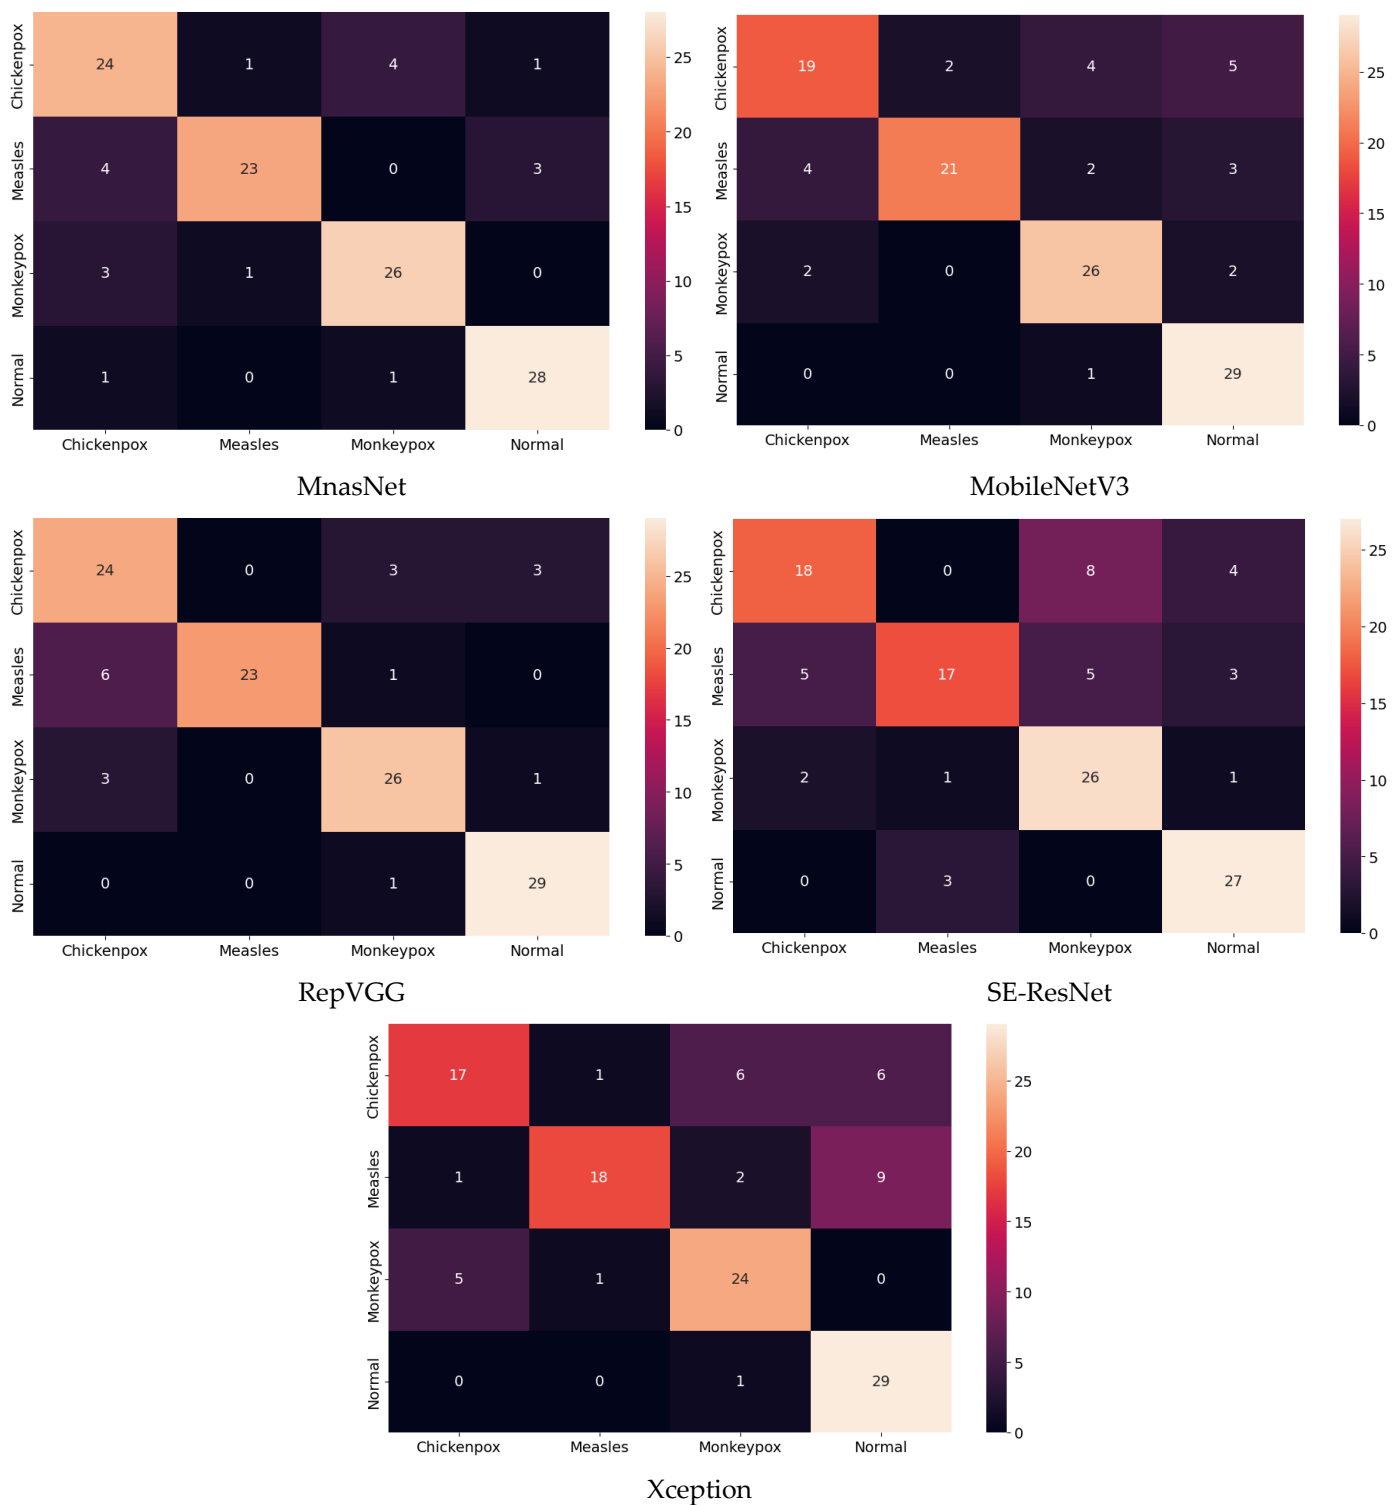 Chickenpox 24 1 4 1 25
Measles 4 23 0 3 20
Monkeypox 3 1 26 0 15
Normal 1 0 1 28 10
5
0
Chickenpox Measles Monkeypox Normal
MnasNet
Chickenpox 19 2 4 5 25
Measles 4 21 2 3 20
Monkeypox 2 0 26 2 15
Normal 0 0 1 29 10
5
0
Chickenpox Measles Monkeypox Normal
MobileNetV3
Chickenpox 24 0 3 3 25
Measles 6 23 1 0 20
Monkeypox 3 0 26 1 15
Normal 0 0 1 29 10
5
0
Chickenpox Measles Monkeypox Normal
RepVGG
Chickenpox 18 0 8 4 25
Measles 5 17 5 3 20
Monkeypox 2 1 26 1 15
Normal 0 3 0 27 10
5
0
Chickenpox Measles Monkeypox Normal
SE-ResNet
Chickenpox 17 1 6 6 25
Measles 1 18 2 9 20
Monkeypox 5 1 24 0 15
Normal 0 0 1 29 10
5
0
Chickenpox Measles Monkeypox Normal
Xception